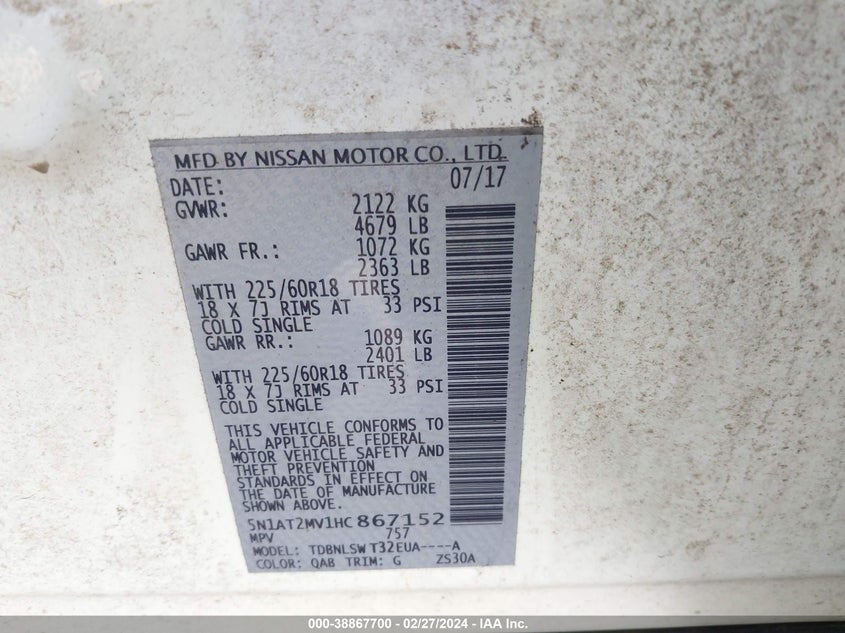 MFD BY NISSAN MOTOR CO., LTD.
DATE: 07/17
GVWR: 2122 KG
4679 LB
GAWR FR.: 1072 KG
2363 LB
WITH 225/60R18 TIRES
18 X 7J RIMS AT 33 PSI
COLD SINGLE
GAWR RR.: 1089 KG
2401 LB
WITH 225/60R18 TIRES
18 X 7J RIMS AT 33 PSI
COLD SINGLE
THIS VEHICLE CONFORMS TO
ALL APPLICABLE FEDERAL
MOTOR VEHICLE SAFETY AND
THEFT PREVENTION
STANDARDS IN EFFECT ON
THE DATE OF MANUFACTURE
SHOWN ABOVE.
5N1AT2MV1HC867152
MPV 757
MODEL: TDBNLSW T32EUA----A
COLOR: QAB TRIM: G ZS30A
000-38867700 - 02/27/2024 - IAA Inc.